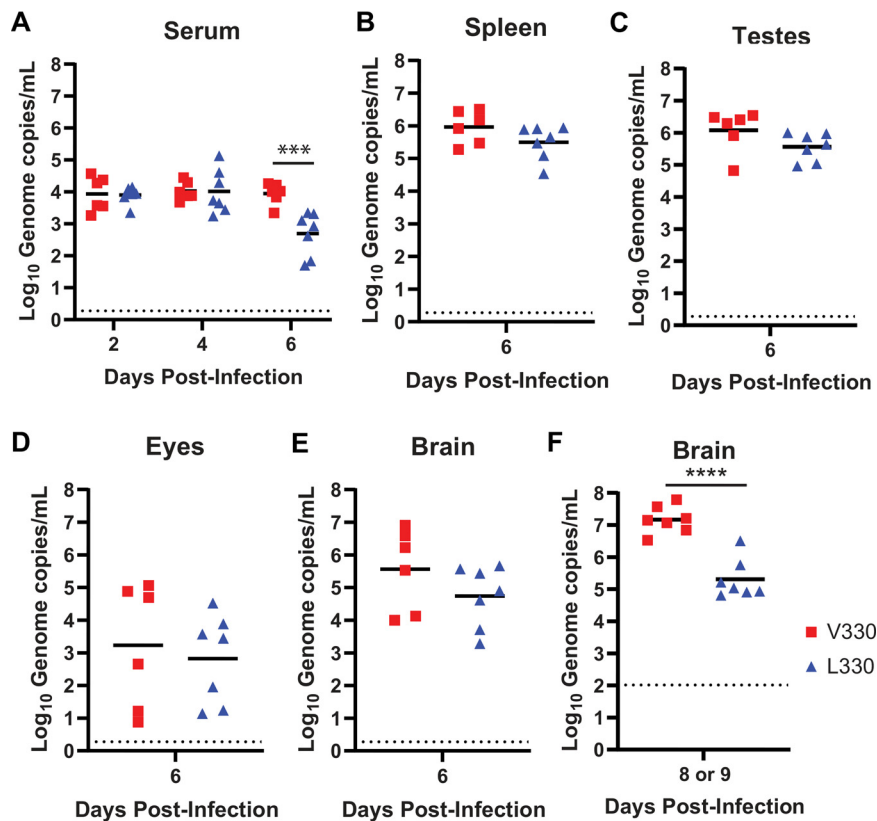 A
Serum
Log10 Genome copies/mL
8
7
6
5
4
3
2
1
0
***
2 4 6
Days Post-Infection
B
Spleen
Log10 Genome copies/mL
8
7
6
5
4
3
2
1
0
6
Days Post-Infection
C
Testes
Log10 Genome copies/mL
8
7
6
5
4
3
2
1
0
6
Days Post-Infection
D
Eyes
Log10 Genome copies/mL
8
7
6
5
4
3
2
1
0
6
Days Post-Infection
E
Brain
Log10 Genome copies/mL
8
7
6
5
4
3
2
1
0
6
Days Post-Infection
F
Brain
****
Log10 Genome copies/mL
8
7
6
5
4
3
2
1
0
8 or 9
Days Post-Infection
V330
L330